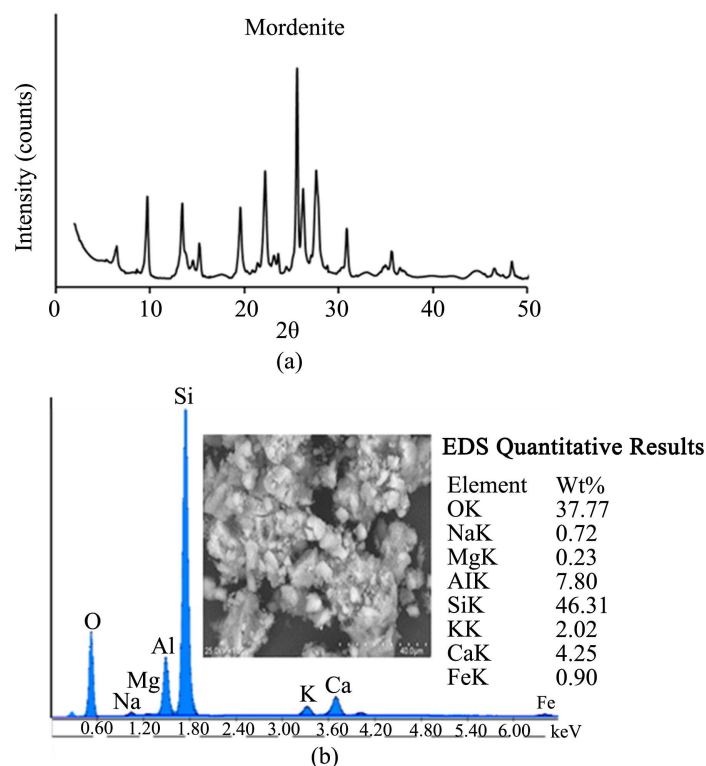 Mordenite
Intensity (counts)
0 10 20 30 40 50
2θ
(a)
Si
O
Al
Mg
Na
K
Ca
Fe
EDS Quantitative Results
Element Wt%
OK 37.77
NaK 0.72
MgK 0.23
AIK 7.80
SiK 46.31
KK 2.02
CaK 4.25
FeK 0.90
40.0µm
0.60 1.20 1.80 2.40 3.00 3.60 4.20 4.80 5.40 6.00 keV
(b)